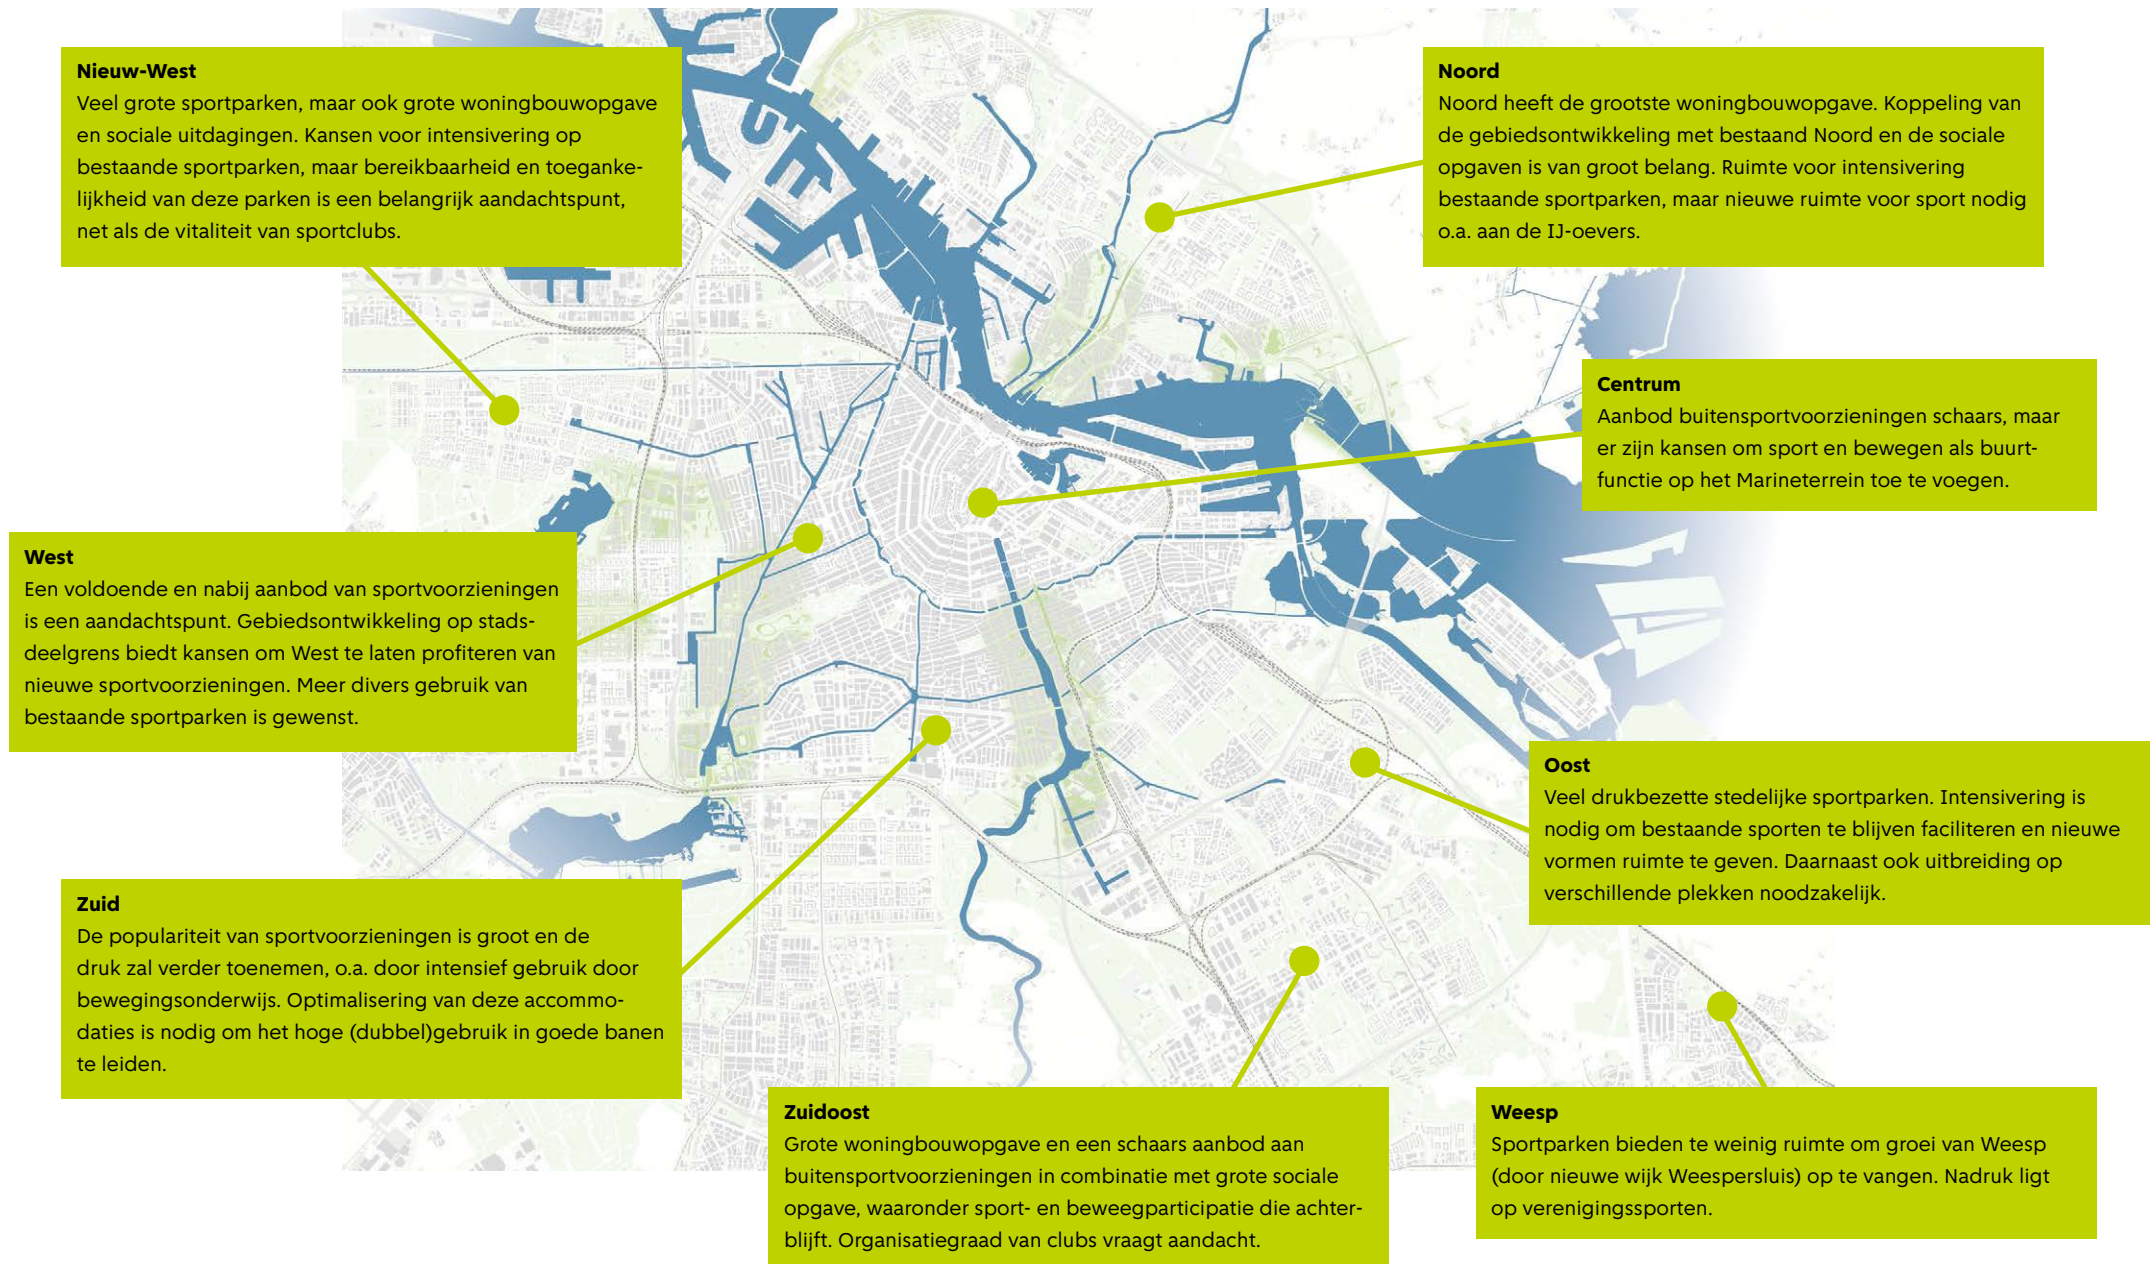 Nieuw-West
Veel grote sportparken, maar ook grote woningbouwopgave
en sociale uitdagingen. Kansen voor intensivering op
bestaande sportparken, maar bereikbaarheid en toeganke-
lijkheid van deze parken is een belangrijk aandachtspunt,
net als de vitaliteit van sportclubs.
Noord
Noord heeft de grootste woningbouwopgave. Koppeling van
de gebiedsontwikkeling met bestaand Noord en de sociale
opgaven is van groot belang. Ruimte voor intensivering
bestaande sportparken, maar nieuwe ruimte voor sport nodig
o.a. aan de IJ-oevers.
Centrum
Aanbod buitensportvoorzieningen schaars, maar
er zijn kansen om sport en bewegen als buurt-
functie op het Marineterrein toe te voegen.
West
Een voldoende en nabij aanbod van sportvoorzieningen
is een aandachtspunt. Gebiedsontwikkeling op stads-
deelgrens biedt kansen om West te laten profiteren van
nieuwe sportvoorzieningen. Meer divers gebruik van
bestaande sportparken is gewenst.
Oost
Veel drukbezette stedelijke sportparken. Intensivering is
nodig om bestaande sporten te blijven faciliteren en nieuwe
vormen ruimte te geven. Daarnaast ook uitbreiding op
verschillende plekken noodzakelijk.
Zuid
De populariteit van sportvoorzieningen is groot en de
druk zal verder toenemen, o.a. door intensief gebruik door
bewegingsonderwijs. Optimalisering van deze accommo-
daties is nodig om het hoge (dubbel)gebruik in goede banen
te leiden.
Zuidoost
Grote woningbouwopgave en een schaars aanbod aan
buitensportvoorzieningen in combinatie met grote sociale
opgave, waaronder sport- en beweegparticipatie die achter-
blijft. Organisatiegraad van clubs vraagt aandacht.
Weesp
Sportparken bieden te weinig ruimte om groei van Weesp
(door nieuwe wijk Weespersluis) op te vangen. Nadruk ligt
op verenigingssporten.